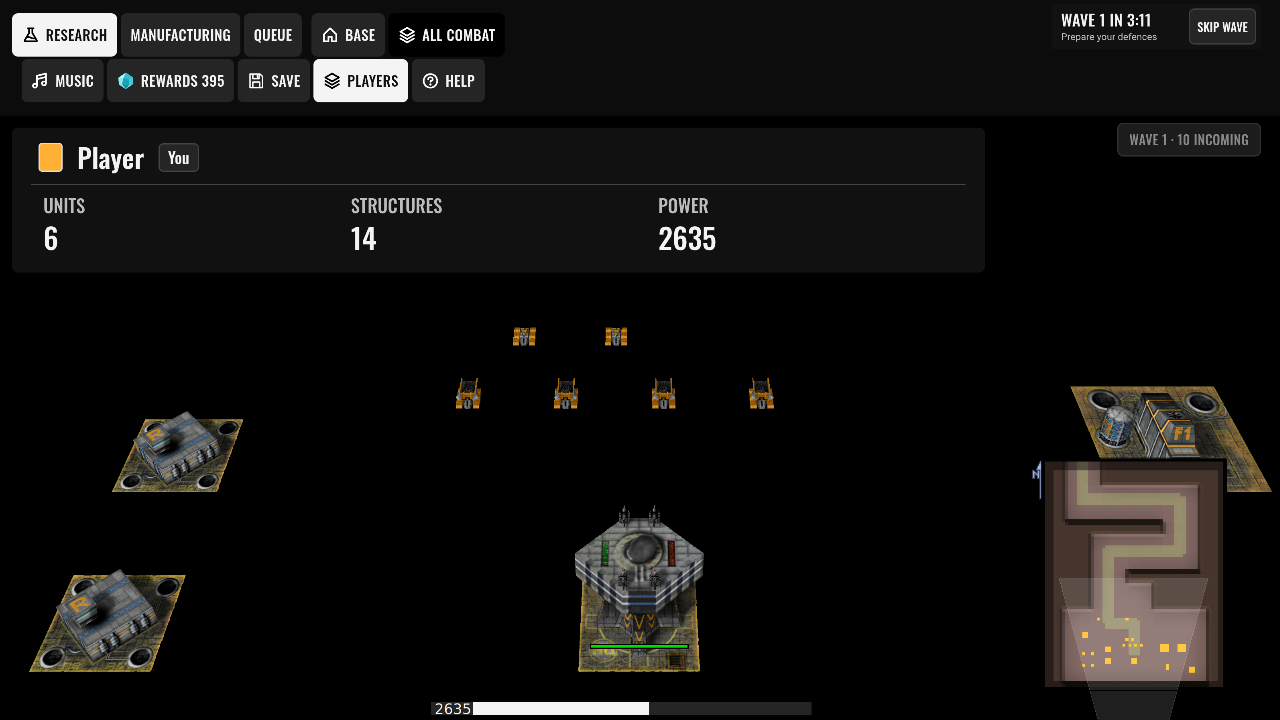 RESEARCH
MANUFACTURING
QUEUE
BASE
ALL COMBAT
WAVE 1 IN 3:11
Prepare your defences
SKIP WAVE
MUSIC
REWARDS 395
SAVE
PLAYERS
HELP
WAVE 1 · 10 INCOMING
Player
You
UNITS
STRUCTURES
POWER
6
14
2635
R
F1
N
R
2635